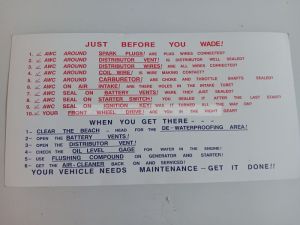 JUST BEFORE YOU WADE!
1. AWC AROUND SPARK PLUGS! ARE PLUG WIRES CONNECTED?
2. AWC AROUND DISTRIBUTOR VENT! IS DISTRIBUTOR WELL SEALED?
3. AWC AROUND DISTRIBUTOR WIRES! ARE ALL WIRES CONNECTED?
4. AWC AROUND COIL WIRE! IS WIRE MAKING CONTACT?
5. AWC AROUND CARBURETOR! ARE CHOKE AND THROTTLE SHAFTS SEALED?
6. AWC ON AIR INTAKE! ARE THERE HOLES IN THE INTAKE TUBE?
7. AWC SEAL ON BATTERY VENTS! WERE THEY JUST SEALED?
8. AWC SEAL ON STARTER SWITCH! YOU SEALED IT AFTER THE LAST START?
9. AWC SEAL ON IGNITION KEY! WAS IT TURNED ALL THE WAY ON?
10. YOUR FRONT WHEEL DRIVE! ARE YOU IN THE RIGHT GEAR?
WHEN YOU GET THERE - - -
1- CLEAR THE BEACH - HEAD FOR THE DE-WATERPROOFING AREA!
2- OPEN THE BATTERY VENTS!
3- OPEN THE DISTRIBUTOR VENT!
4- CHECK THE OIL LEVEL GAGE FOR WATER IN THE ENGINE!
5- USE FLUSHING COMPOUND ON GENERATOR AND STARTER!
6- GET THE AIR-CLEANER BACK ON AND SERVICED!
YOUR VEHICLE NEEDS MAINTENANCE-GET IT DONE!!